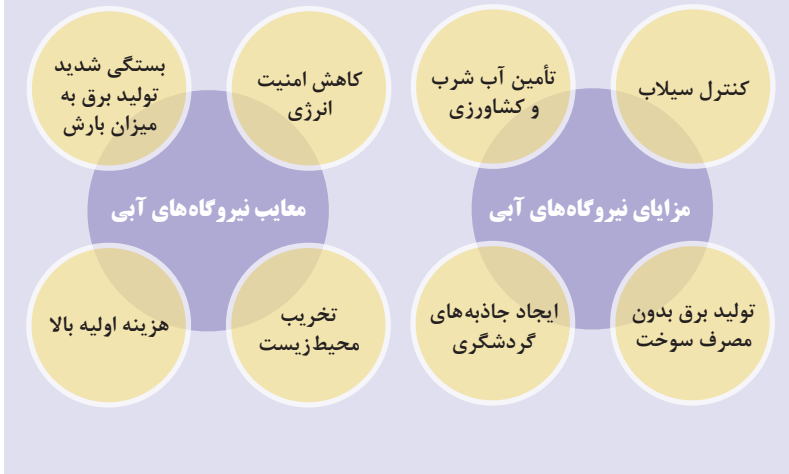 کنترل سیلاب
تأمین آب شرب
و کشاورزی
مزایای نیروگاه‌های آبی
تولید برق بدون
مصرف سوخت
ایجاد جاذبه‌های
گردشگری
کاهش امنیت
انرژی
بستگی شدید
تولید برق به
میزان بارش
معایب نیروگاه‌های آبی
تخریب
محیط‌زیست
هزینه اولیه بالا